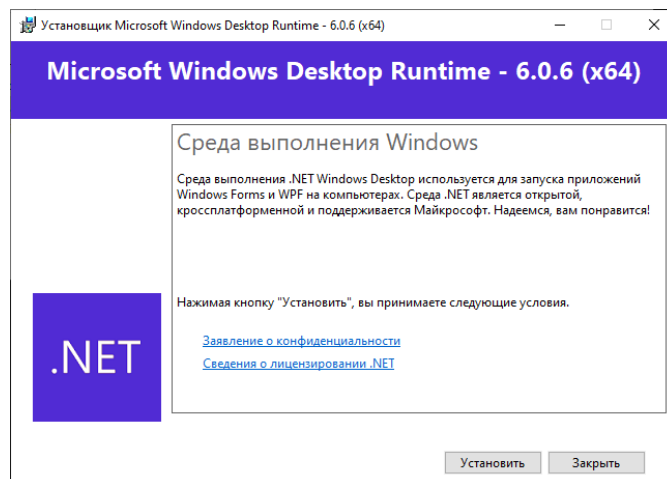 Установщик Microsoft Windows Desktop Runtime - 6.0.6 (x64)
Microsoft Windows Desktop Runtime - 6.0.6 (x64)
Среда выполнения Windows
Среда выполнения .NET Windows Desktop используется для запуска приложений
Windows Forms и WPF на компьютерах. Среда .NET является открытой,
кроссплатформенной и поддерживается Майкрософт. Надеемся, вам понравится!
Нажимая кнопку "Установить", вы принимаете следующие условия.
Заявление о конфиденциальности
Сведения о лицензировании .NET
.NET
Установить
Закрыть